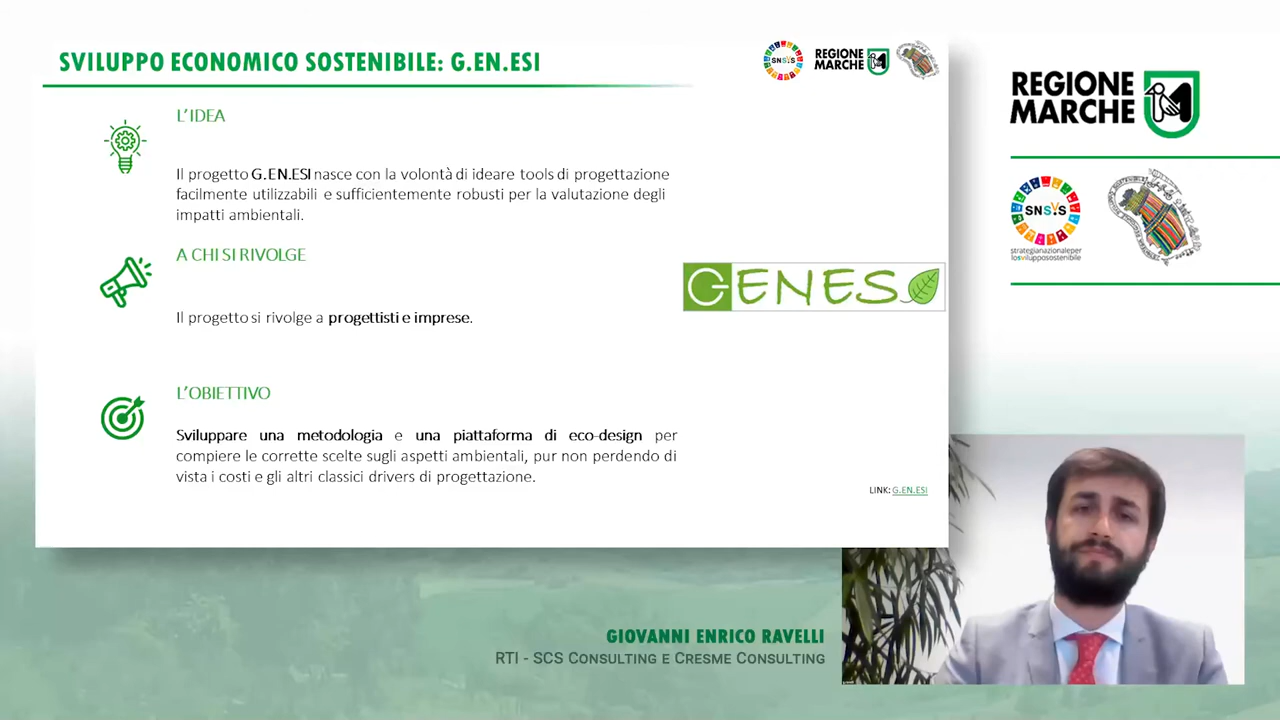 SVILUPPO ECONOMICO SOSTENIBILE: G.EN.ESI
SNSVS
REGIONE
MARCHE
L'IDEA
Il progetto G.EN.ESI nasce con la volontà di ideare tools di progettazione
facilmente utilizzabili e sufficientemente robusti per la valutazione degli
impatti ambientali.
A CHI SI RIVOLGE
Il progetto si rivolge a progettisti e imprese.
L'OBIETTIVO
Sviluppare una metodologia e una piattaforma di eco-design per
compiere le corrette scelte sugli aspetti ambientali, pur non perdendo di
vista i costi e gli altri classici drivers di progettazione.
GENES
LINK: G.EN.ESI
REGIONE
MARCHE
SNSVS
strategianazionaleper
losvilupposostenibile
GIOVANNI ENRICO RAVELLI
RTI - SCS CONSULTING E CRESME CONSULTING